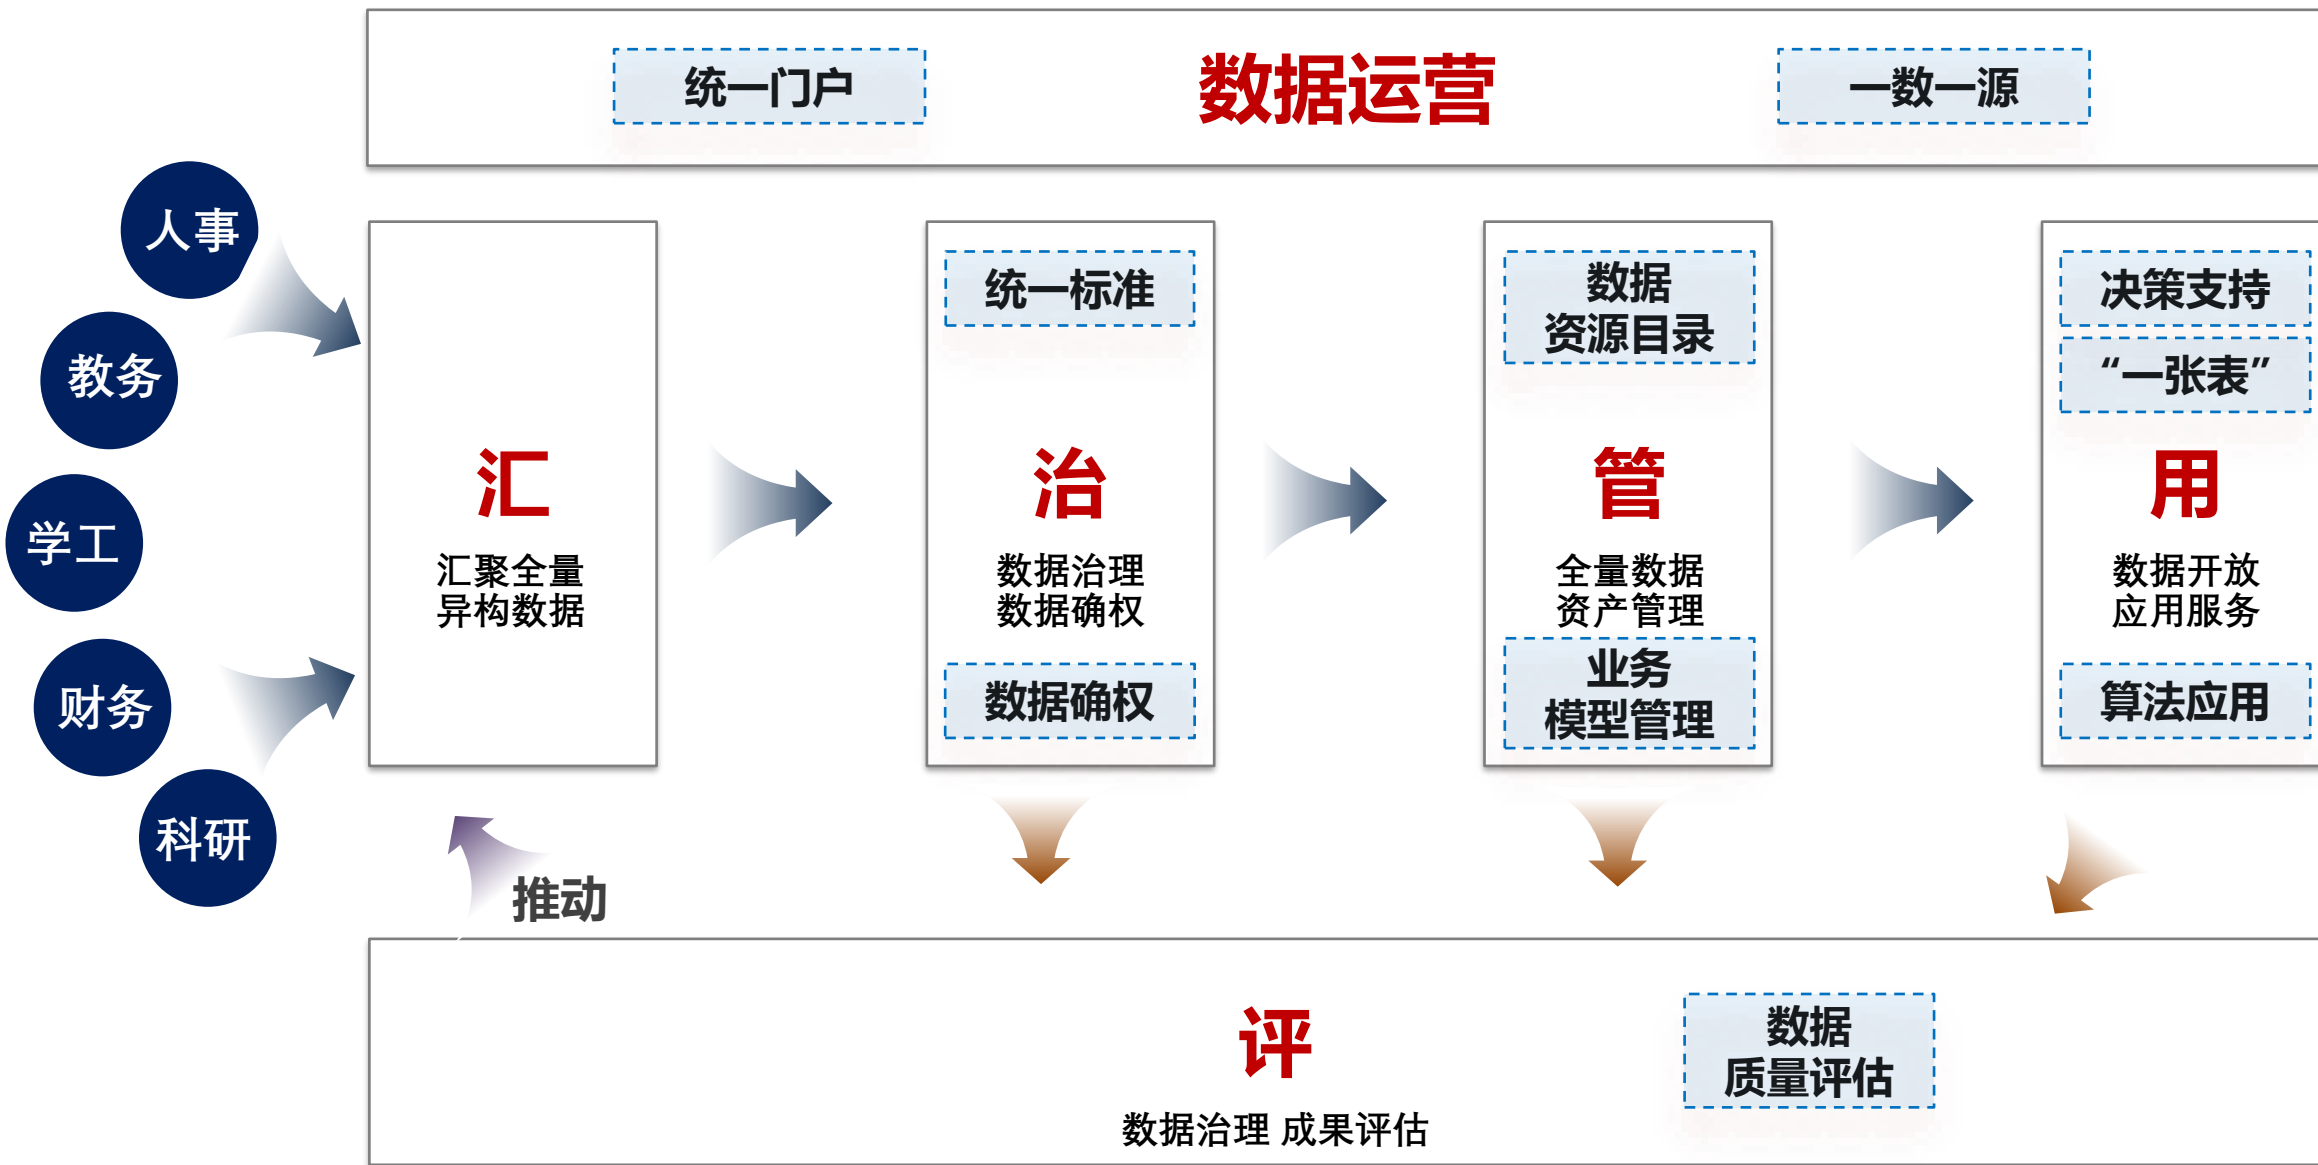 统一门户
数据运营
一数一源
人事
教务
学工
财务
科研
汇
汇聚全量
异构数据
统一标准
治
数据治理
数据确权
数据确权
数据
资源目录
管
全量数据
资产管理
业务
模型管理
决策支持
“一张表”
用
数据开放
应用服务
算法应用
推动
评
数据治理 成果评估
数据
质量评估